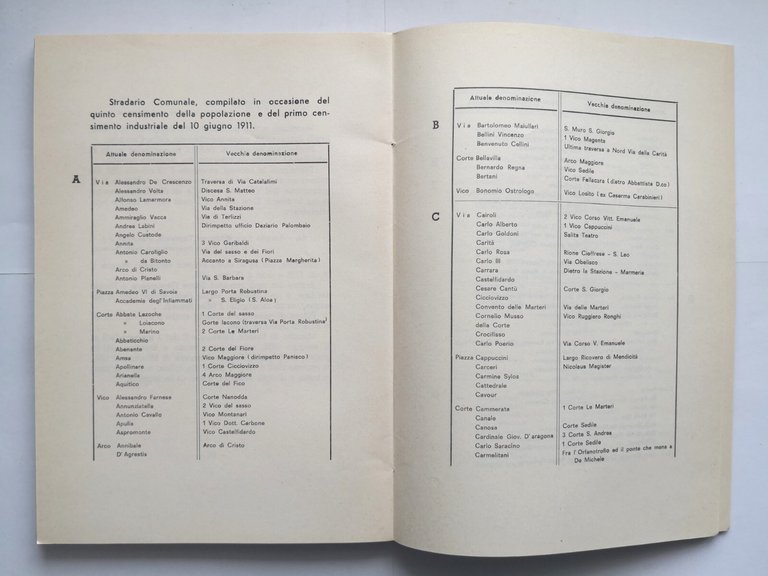 Stradario Comunale, compilato in occasione del
quinto censimento della popolazione e del primo cen-
simento industriale del 10 giugno 1911.
Attuale denominazione Vecchia denominazione
A
Via Alessandro De Crescenzo Traversa di Via Catalalimi
Alessandro Volta Discesa S. Matteo
Alfonso Lamarmora Vico Annita
Amedeo Via della Stazione
Ammiraglio Vacca Via di Terlizzi
Andrea Labini Dirimpetto ufficio Daziario Palombaio
Angelo Custode
Annita 3 Vico Garibaldi
Antonio Carofiglio Via del sasso e dei Fiori
» da Bitonto Accanto a Siragusa (Piazza Margherita)
Arco di Cristo
Antonio Planelli Via S. Barbara
Piazza Amedeo VI di Savoia Largo Porta Robustina
Accademia degl'Infiammati » S. Eligio (S. Aloa)
Corte Abbate Lazoche 1 Corte del sasso
» Loiacono Corte Iacono (traversa Via Porta Robustina)
» Marino 2 Corte Le Marteri
Abbaticchio
Abenante 2 Corte del Fiore
Amsa Vico Maggiore (dirimpetto Panisco)
Apollinare 1 Corte Cicciovizzo
Arianella 4 Arco Maggiore
Aquitico Corte del Fico
Vico Alessandro Farnese Corte Nanodda
Annunziatella 2 Vico del sasso
Antonio Cavallo Vico Montanari
Apulia 1 Vico Dott. Carbone
Aspromonte Vico Castelfidardo
Arco Annibale Arco di Cristo
D'Agrestis
Attuale denominazione Vecchia denominazione
B
Via Bartolomeo Maiullari S. Muro S. Giorgio
Bellini Vincenzo 1 Vico Magenta
Benvenuto Cellini Ultima traversa a Nord Via della Carità
Corte Bellavilla Arco Maggiore
Bernardo Regna Vico Sedile
Bertani Corte Fallacara (dietro Abbattista D.co)
Vico Bonomio Ostrologo Vico Losito (ex Caserma Carabinieri)
C
Via Cairoli 2 Vico Corso Vitt. Emanuele
Carlo Alberto 1 Vico Cappuccini
Carlo Goldoni Salita Teatro
Carità
Carlo Rosa Rione Cioffrese - S. Leo
Carlo III Via Obelisco
Carrara Dietro la Stazione - Marmeria
Castelfidardo
Cesare Cantù Corte S. Giorgio
Cicciovizzo
Convento delle Marteri Via delle Marteri
Cornelio Musso Vico Ruggiero Ronghi
della Corte
Crocifisso
Carlo Poerio Via Corso V. Emanuele
Piazza Cappuccini Largo Ricovero di Mendicità
Carceri Nicolaus Magister
Carmine Sylos
Cattedrale
Cavour
Corte Cammerata 1 Corte Le Marteri
Canale
Canosa Corte Sedile
Cardinale Giov. D'aragona 3 Corte S. Andrea
Carlo Saracino 1 Corte Sedile
Carmelitani Fra l'Orfanotrofio ed il ponte che mena a
De Michele